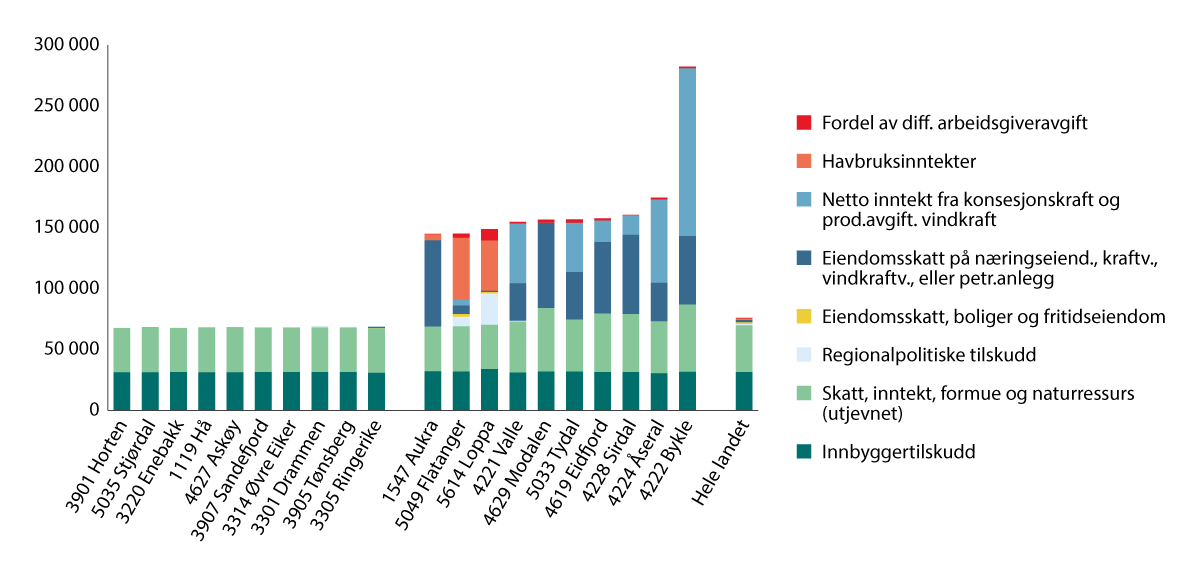 300 000
250 000
200 000
150 000
100 000
50 000
0
3901 Horten
5035 Stjørdal
3220 Enebakk
1119 Hå
4627 Askøy
3907 Sandefjord
3314 Øvre Eiker
3301 Drammen
3905 Tønsberg
3305 Ringerike
1547 Aukra
5049 Flatanger
5614 Loppa
4221 Valle
4629 Modalen
5033 Tydal
4619 Eidfjord
4228 Sirdal
4224 Åseral
4222 Bykle
Hele landet
Fordel av diff. arbeidsgiveravgift
Havbruksinntekter
Netto inntekt fra konsesjonskraft og
prod.avgift. vindkraft
Eiendomsskatt på næringseiend., kraftv.,
vindkraftv., eller petr.anlegg
Eiendomsskatt, boliger og fritidseiendom
Regionalpolitiske tilskudd
Skatt, inntekt, formue og naturressurs
(utjevnet)
Innbyggertilskudd